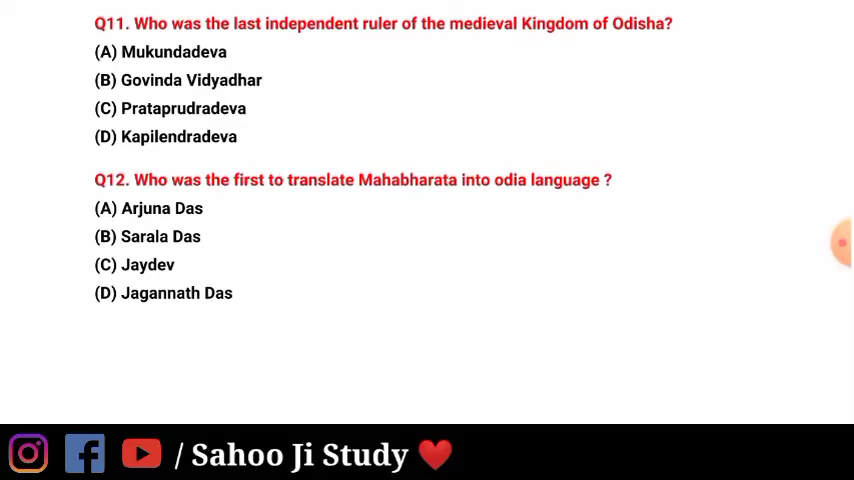 Q11. Who was the last independent ruler of the medieval Kingdom of Odisha?
(A) Mukundadeva
(B) Govinda Vidyadhar
(C) Prataprudradeva
(D) Kapilendradeva
Q12. Who was the first to translate Mahabharata into odia language ?
(A) Arjuna Das
(B) Sarala Das
(C) Jaydev
(D) Jagannath Das
/ Sahoo Ji Study ❤️